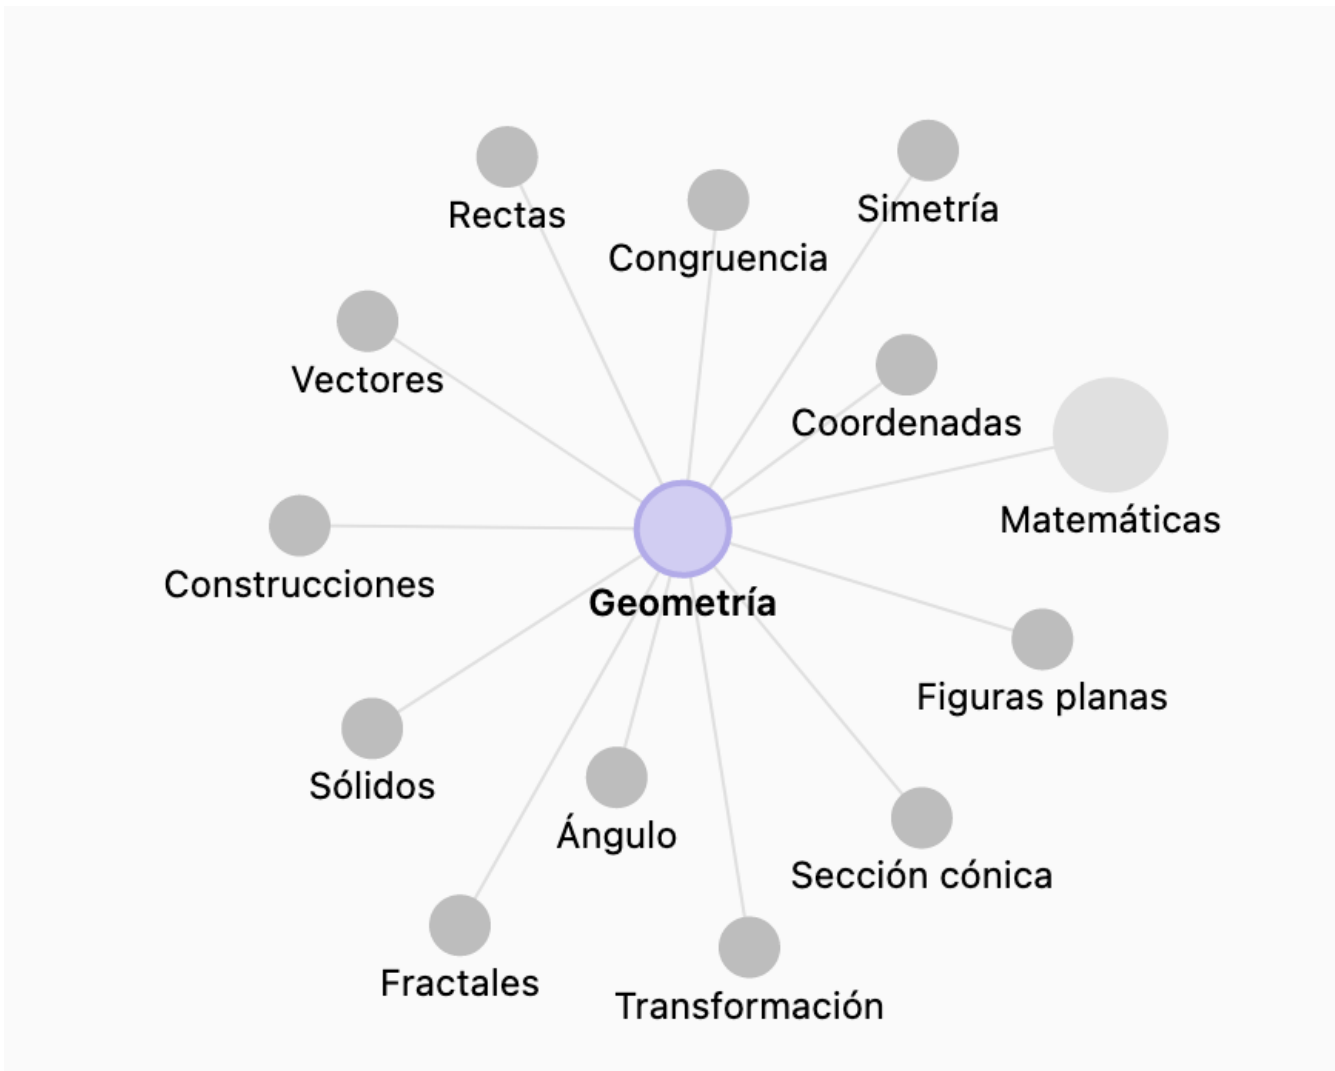 Simetría
Rectas
Congruencia
Vectores
Coordenadas
Matemáticas
Construcciones
Geometría
Figuras planas
Sólidos
Ángulo
Sección cónica
Fractales
Transformación